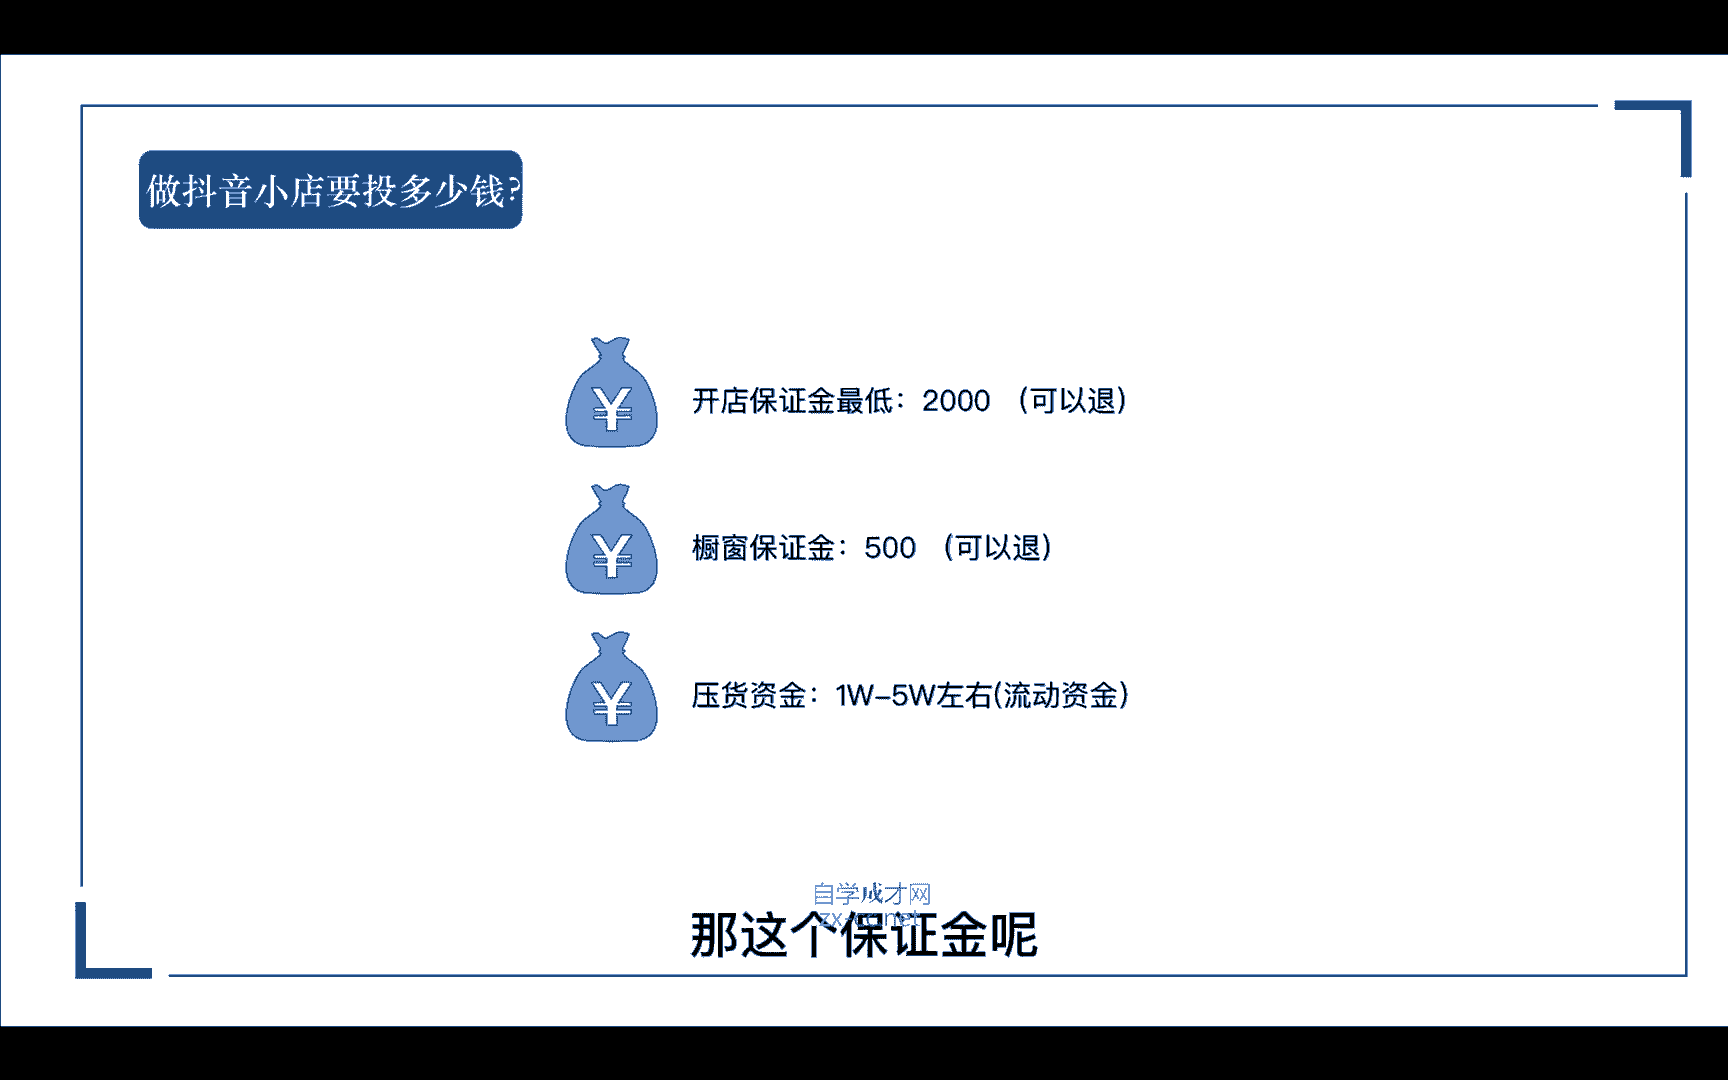 做抖音小店要投多少钱?
¥ 开店保证金最低：2000 （可以退）
¥ 橱窗保证金：500 （可以退）
¥ 压货资金：1W-5W左右(流动资金）
自学成才网
zx-cc.net
那这个保证金呢